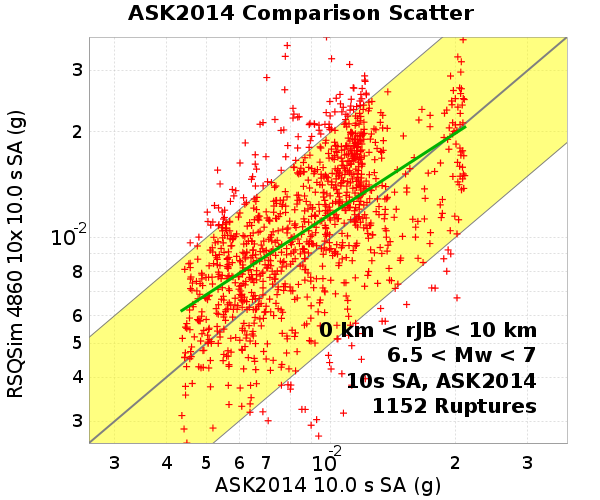 ASK2014 Comparison Scatter
RSQSim 4860 10x 10.0 s SA (g)
3
2
10-2
8
6
5
4
3
0 km < rJB < 10 km
6.5 < Mw < 7
10s SA, ASK2014
1152 Ruptures
3 4 5 6 7 10-2 2 3
ASK2014 10.0 s SA (g)